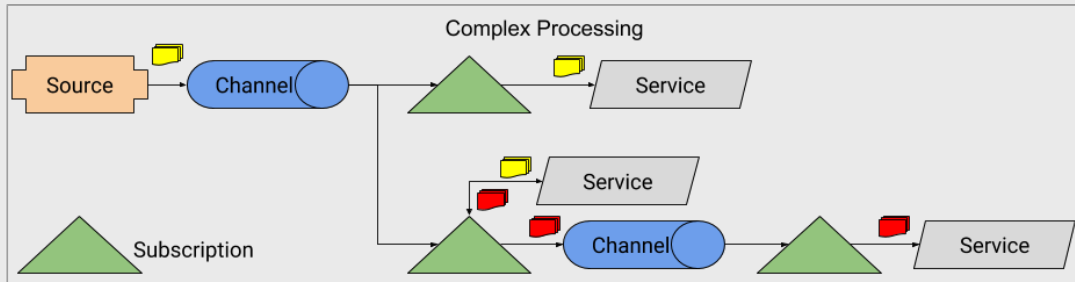 Complex Processing
Source
Channel
Service
Service
Subscription
Channel
Service